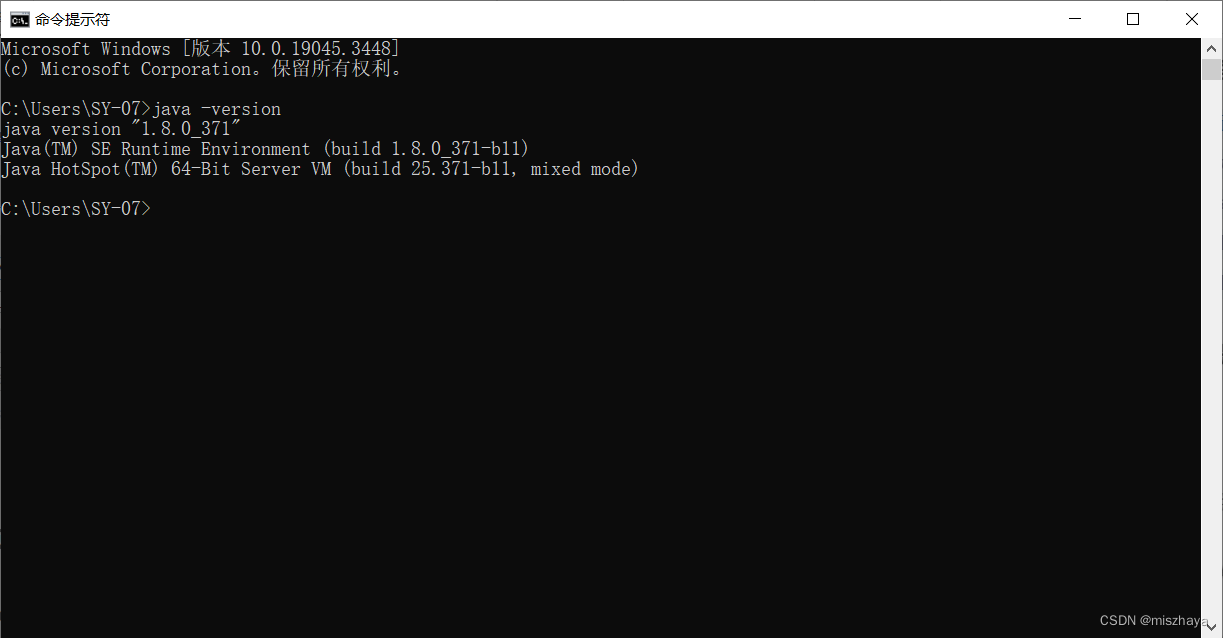 命令提示符
Microsoft Windows [版本 10.0.19045.3448]
(c) Microsoft Corporation。保留所有权利。
C:\Users\SY-07>java -version
java version "1.8.0_371"
Java(TM) SE Runtime Environment (build 1.8.0_371-b11)
Java HotSpot(TM) 64-Bit Server VM (build 25.371-b11, mixed mode)
C:\Users\SY-07>
CSDN @miszhaya